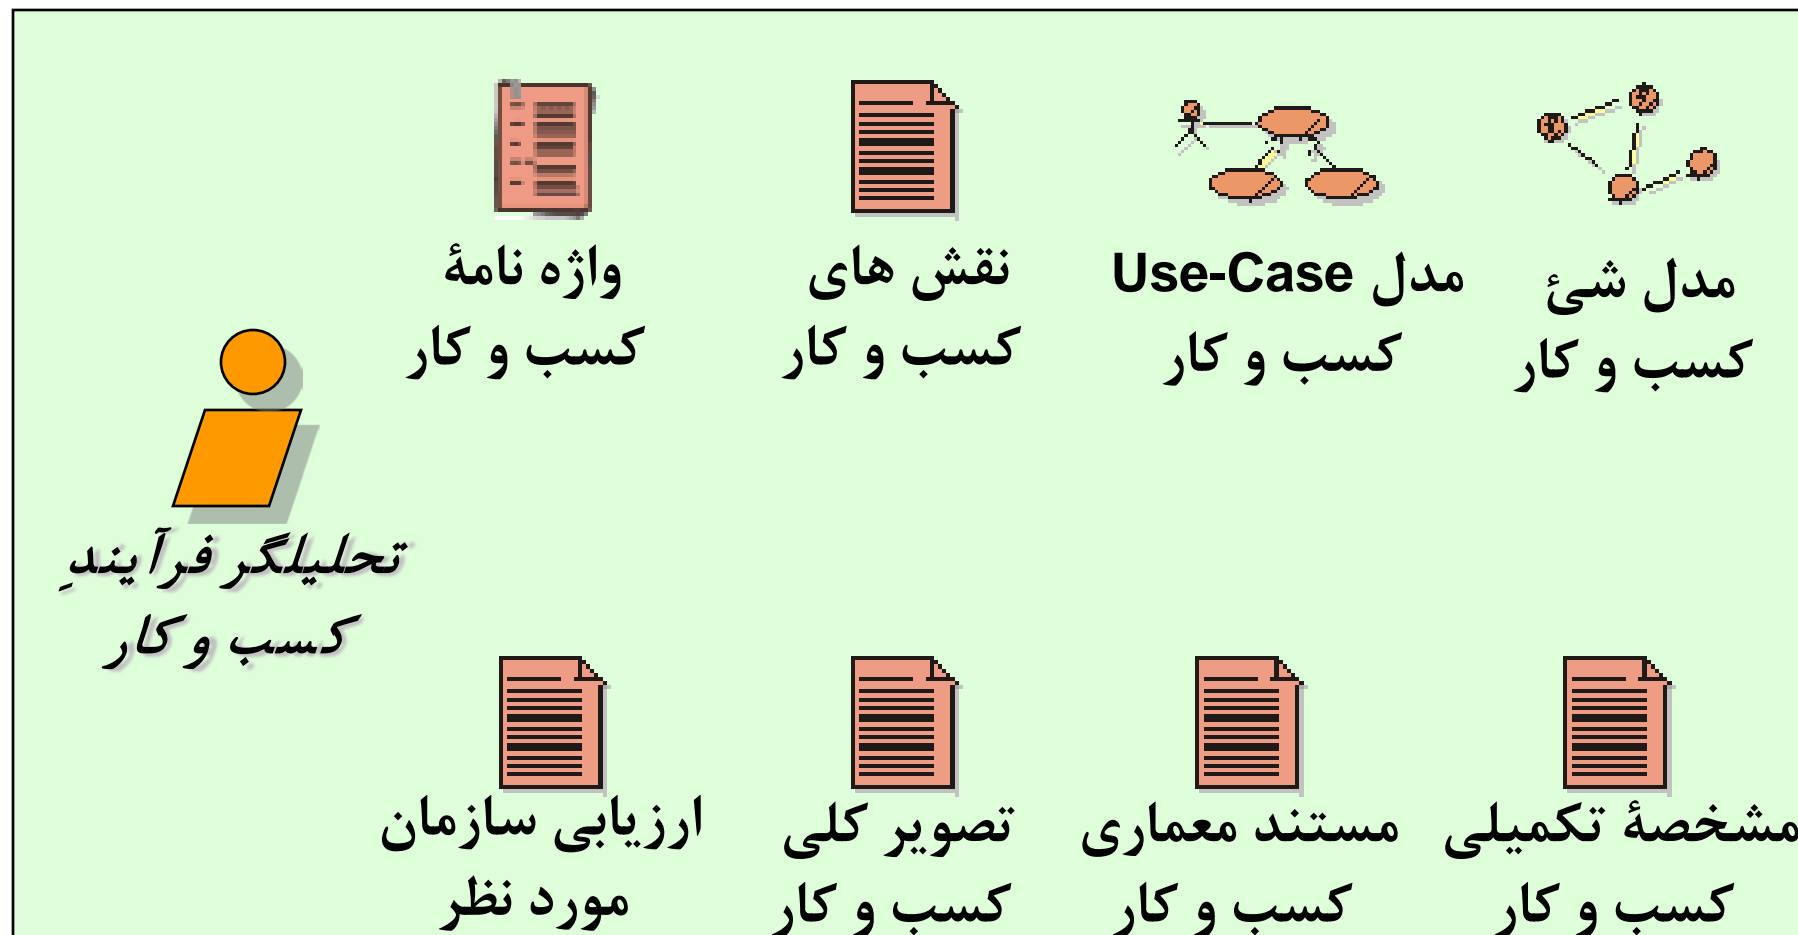 واژه نامهٔ
کسب و کار
نقش های
کسب و کار
مدل Use-Case
کسب و کار
مدل شئ
کسب و کار
تحلیلگر فرآیندِ
کسب و کار
ارزیابی سازمان
مورد نظر
تصویر کلی
کسب و کار
مستند معماری
کسب و کار
مشخصهٔ تکمیلی
کسب و کار